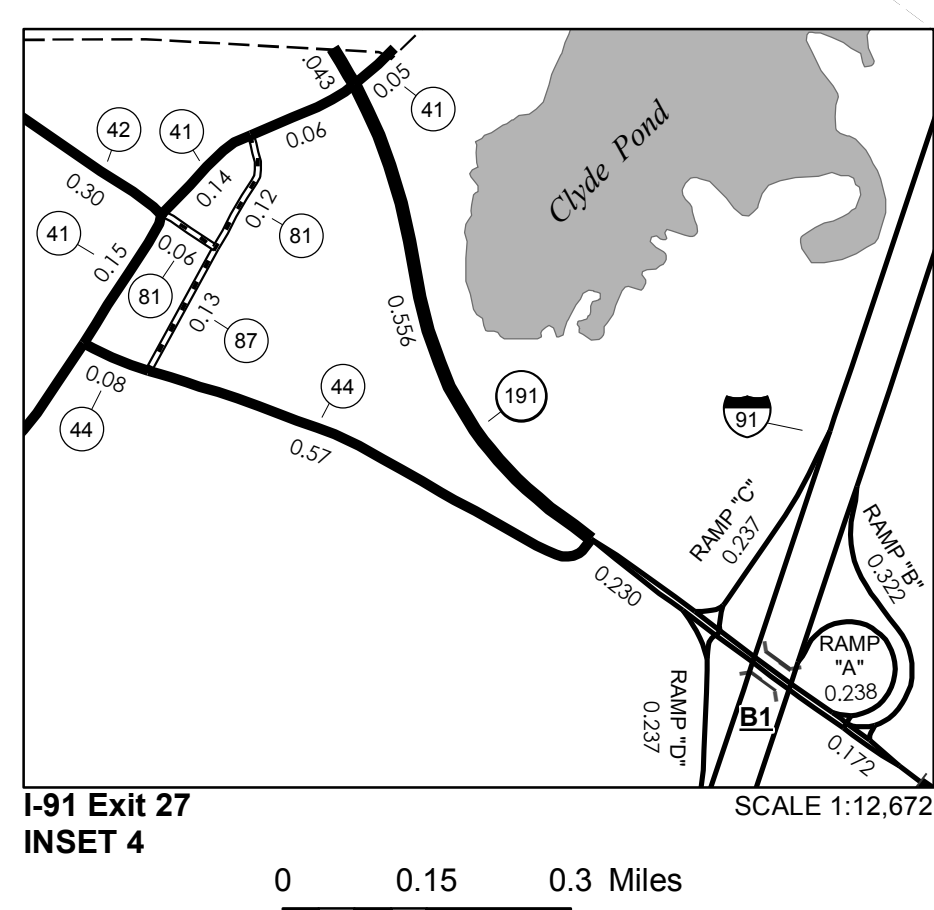 .043
0.05
41
0.06
42
41
0.30
0.14
0.12
81
41
0.15
0.06
81
0.13
87
0.08
44
44
0.57
0.556
191
Clyde Pond
91
RAMP "C"
0.237
RAMP "B"
0.322
0.230
RAMP
"A"
0.238
RAMP "D"
0.237
B1
0.172
I-91 Exit 27
INSET 4
SCALE 1:12,672
0 0.15 0.3 Miles